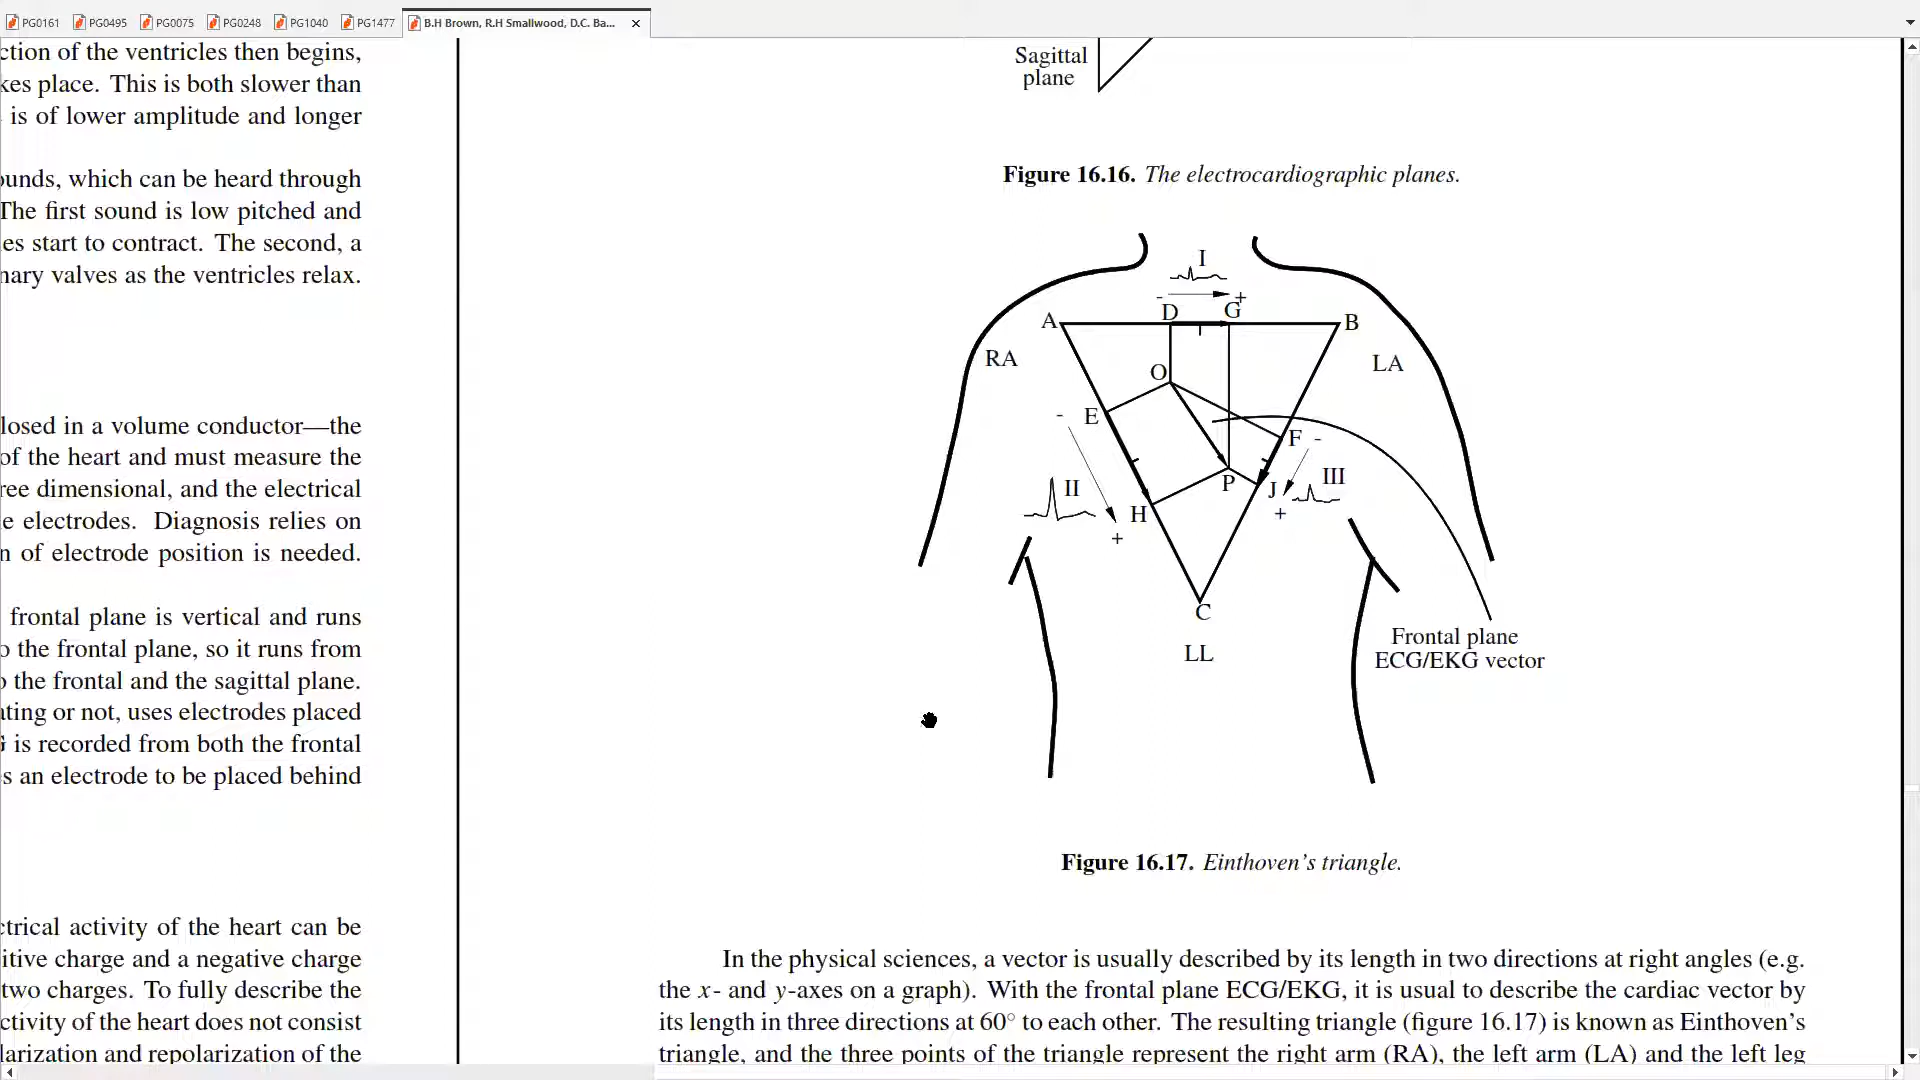 PG0161 PG0495 PG0075 PG0248 PG1040 PG1477 B.H Brown, R.H Smallwood, D.C. Ba...
ction of the ventricles then begins,
kes place. This is both slower than
is of lower amplitude and longer
ounds, which can be heard through
The first sound is low pitched and
es start to contract. The second, a
nary valves as the ventricles relax.
losed in a volume conductor—the
of the heart and must measure the
ree dimensional, and the electrical
e electrodes. Diagnosis relies on
n of electrode position is needed.
frontal plane is vertical and runs
o the frontal plane, so it runs from
o the frontal and the sagittal plane.
ating or not, uses electrodes placed
G is recorded from both the frontal
s an electrode to be placed behind
ctrical activity of the heart can be
itive charge and a negative charge
two charges. To fully describe the
ctivity of the heart does not consist
larization and repolarization of the
Sagittal
plane
Figure 16.16. The electrocardiographic planes.
I
- +
D G
A B
RA LA
O
- E F -
II P J III
H +
+
C
LL
Frontal plane
ECG/EKG vector
Figure 16.17. Einthoven's triangle.
In the physical sciences, a vector is usually described by its length in two directions at right angles (e.g.
the x- and y-axes on a graph). With the frontal plane ECG/EKG, it is usual to describe the cardiac vector by
its length in three directions at 60° to each other. The resulting triangle (figure 16.17) is known as Einthoven's
triangle, and the three points of the triangle represent the right arm (RA), the left arm (LA) and the left leg